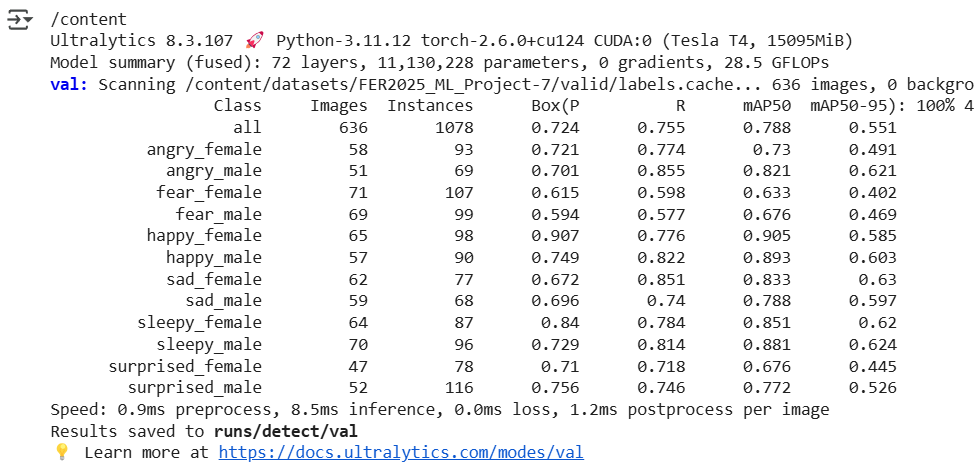 /content
Ultralytics 8.3.107 🚀 Python-3.11.12 torch-2.6.0+cu124 CUDA:0 (Tesla T4, 15095MiB)
Model summary (fused): 72 layers, 11,130,228 parameters, 0 gradients, 28.5 GFLOPs
val: Scanning /content/datasets/FER2025_ML_Project-7/valid/labels.cache... 636 images, 0 backgro
Class Images Instances Box(P R mAP50 mAP50-95): 100% 4
all 636 1078 0.724 0.755 0.788 0.551
angry_female 58 93 0.721 0.774 0.73 0.491
angry_male 51 69 0.701 0.855 0.821 0.621
fear_female 71 107 0.615 0.598 0.633 0.402
fear_male 69 99 0.594 0.577 0.676 0.469
happy_female 65 98 0.907 0.776 0.905 0.585
happy_male 57 90 0.749 0.822 0.893 0.603
sad_female 62 77 0.672 0.851 0.833 0.63
sad_male 59 68 0.696 0.74 0.788 0.597
sleepy_female 64 87 0.84 0.784 0.851 0.62
sleepy_male 70 96 0.729 0.814 0.881 0.624
surprised_female 47 78 0.71 0.718 0.676 0.445
surprised_male 52 116 0.756 0.746 0.772 0.526
Speed: 0.9ms preprocess, 8.5ms inference, 0.0ms loss, 1.2ms postprocess per image
Results saved to runs/detect/val
💡 Learn more at https://docs.ultralytics.com/modes/val